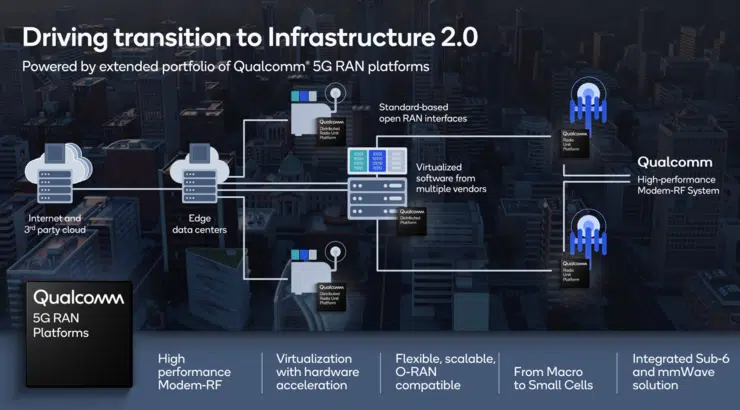 Driving transition to Infrastructure 2.0
Powered by extended portfolio of Qualcomm® 5G RAN platforms
Standard-based
open RAN interfaces
Qualcomm
Distributed
Radio Unit
Platform
Qualcomm
Radio
Unit
Platform
Virtualized
software from
multiple vendors
Qualcomm
High-performance
Modem-RF System
Internet and
3rd party cloud
Edge
data centers
Qualcomm
Distributed
Platform
Qualcomm
Distributed
Radio Unit
Platform
Qualcomm
Radio
Unit
Platform
Qualcomm
5G RAN
Platforms
High
performance
Modem-RF
Virtualization
with hardware
acceleration
Flexible, scalable,
O-RAN
compatible
From Macro
to Small Cells
Integrated Sub-6
and mmWave
solution